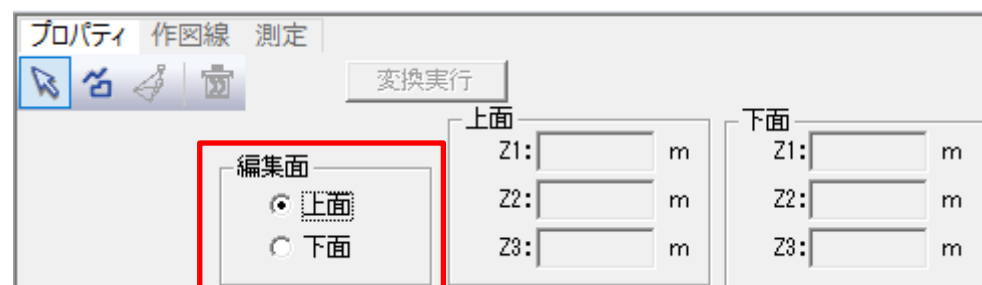 プロパティ 作図線 測定
変換実行
編集面
上面
下面
上面
Z1: m
Z2: m
Z3: m
下面
Z1: m
Z2: m
Z3: m